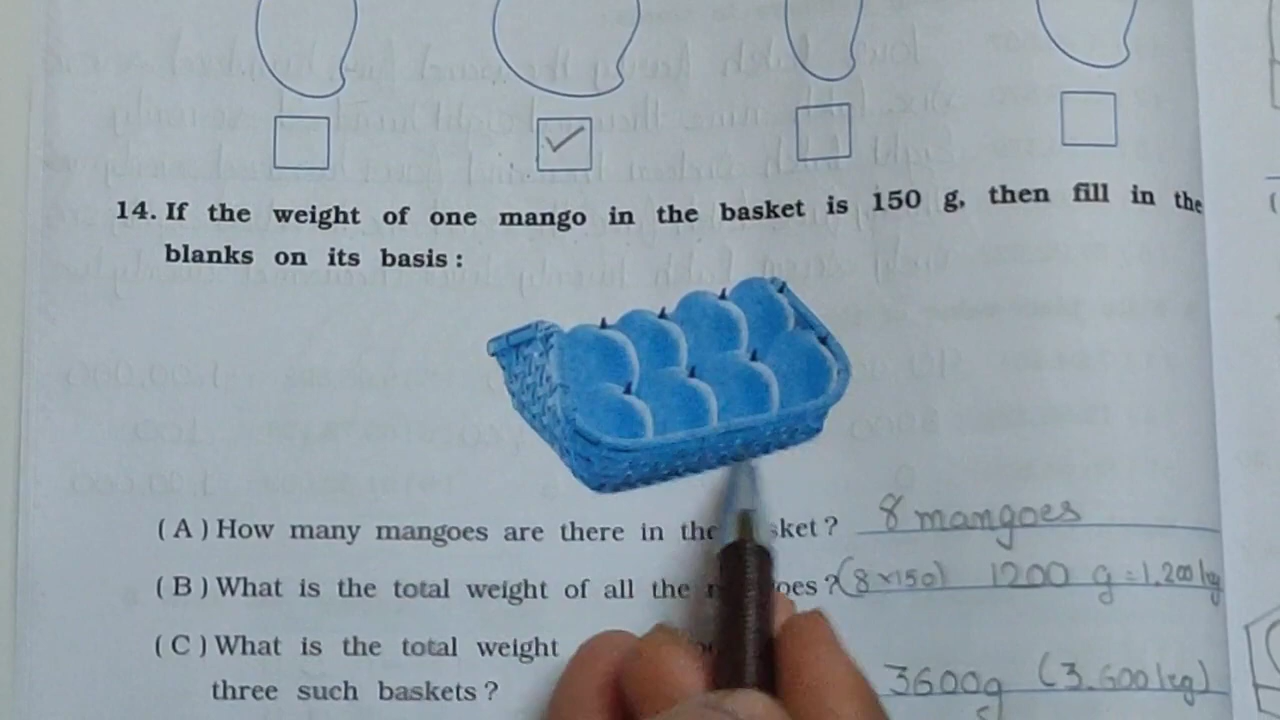 14. If the weight of one mango in the basket is 150 g, then fill in the
blanks on its basis :
( A ) How many mangoes are there in the sket ? 8 mangoes
( B ) What is the total weight of all the oes ? (8 x 150) 1200 g = 1.200 kg
( C ) What is the total weight
three such baskets ? 3600g (3.600 kg)